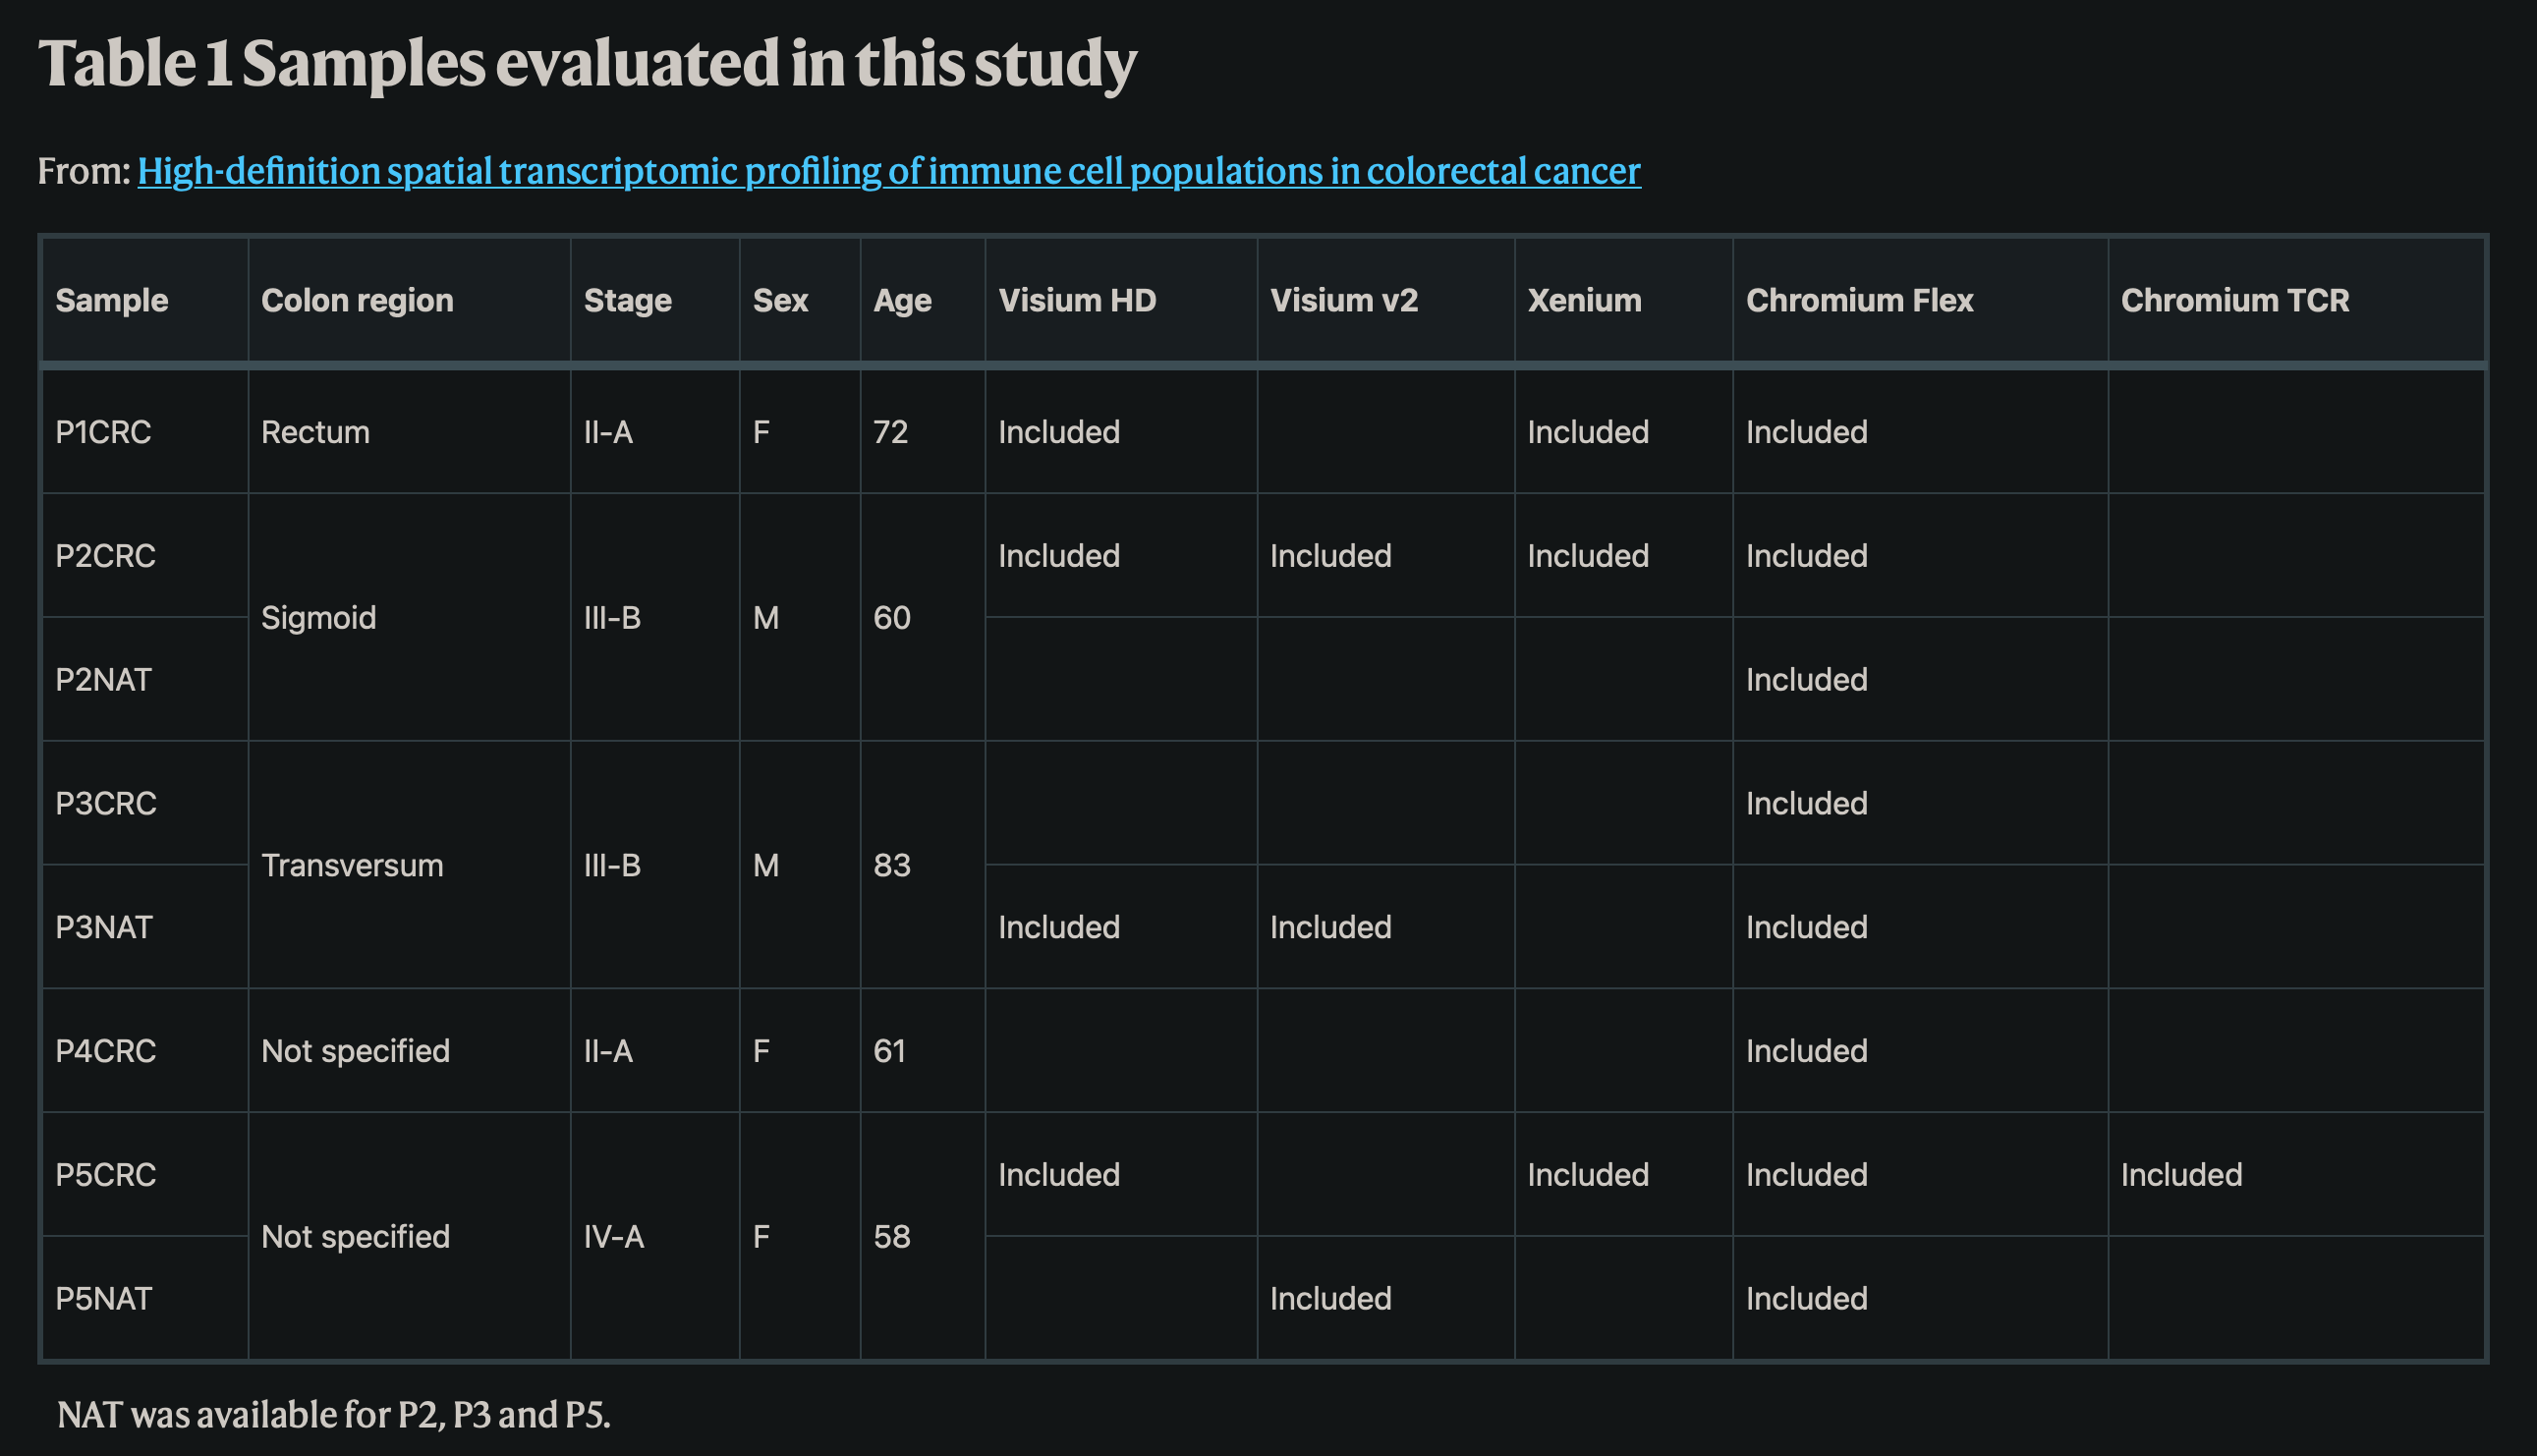 Table 1 Samples evaluated in this study
From: High-definition spatial transcriptomic profiling of immune cell populations in colorectal cancer
Sample Colon region Stage Sex Age Visium HD Visium v2 Xenium Chromium Flex Chromium TCR
P1CRC Rectum II-A F 72 Included Included Included
P2CRC Included Included Included Included
Sigmoid III-B M 60
P2NAT Included
P3CRC Included
Transversum III-B M 83
P3NAT Included Included Included
P4CRC Not specified II-A F 61 Included
P5CRC Included Included Included Included
Not specified IV-A F 58
P5NAT Included Included
NAT was available for P2, P3 and P5.